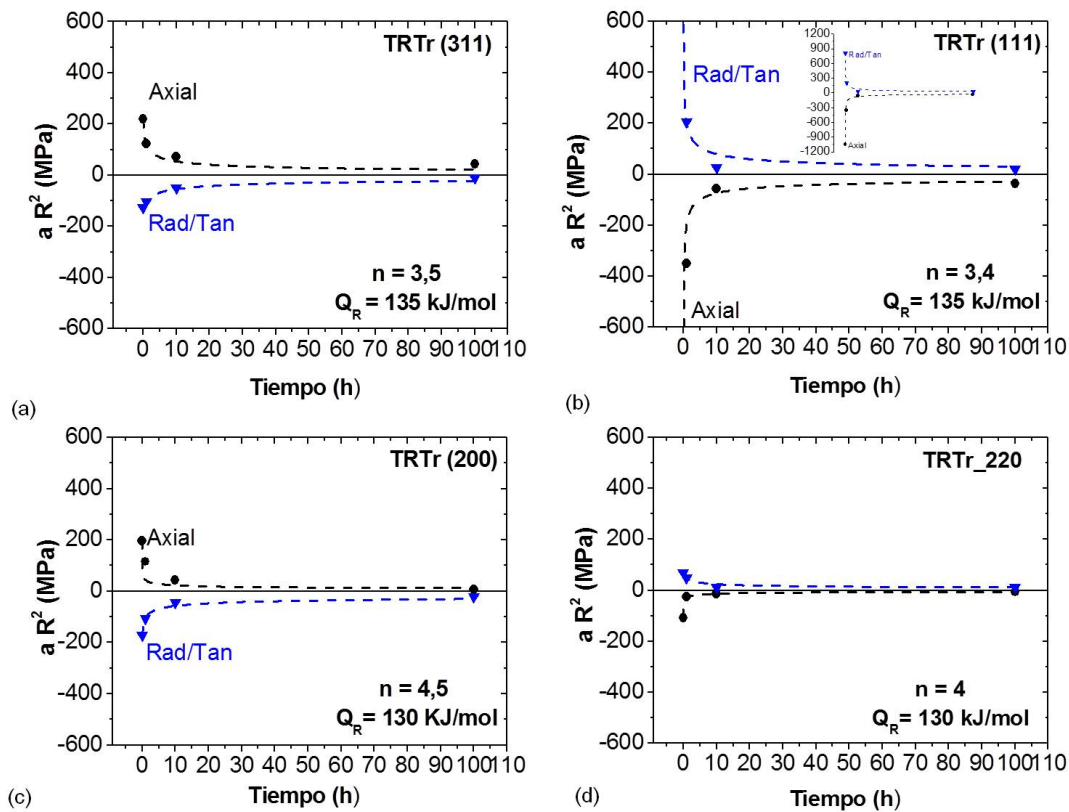 TRTr (311)
Axial
Rad/Tan
n = 3,5
Q_R = 135 kJ/mol
a R² (MPa)
600
400
200
0
-200
-400
-600
0 10 20 30 40 50 60 70 80 90 100 110
Tiempo (h)
(a)
TRTr (111)
Rad/Tan
Axial
n = 3,4
Q_R = 135 kJ/mol
1200
900
600
300
0
-300
-600
-900
-1200
Rad/Tan
Axial
a R² (MPa)
600
400
200
0
-200
-400
-600
0 10 20 30 40 50 60 70 80 90 100 110
Tiempo (h)
(b)
TRTr (200)
Axial
Rad/Tan
n = 4,5
Q_R = 130 KJ/mol
a R² (MPa)
600
400
200
0
-200
-400
-600
0 10 20 30 40 50 60 70 80 90 100 110
Tiempo (h)
(c)
TRTr_220
n = 4
Q_R = 130 kJ/mol
a R² (MPa)
600
400
200
0
-200
-400
-600
0 10 20 30 40 50 60 70 80 90 100 110
Tiempo (h)
(d)